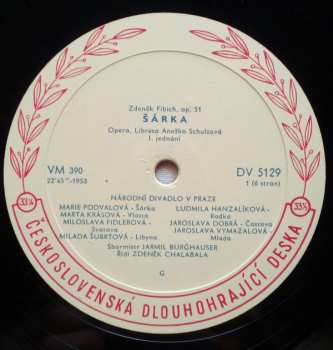 Zdeněk Fibich, op. 51
ŠÁRKA
Opera, Libreto Anežka Schulzová
I. jednání
VM 390
22'45"-1953
DV 5129
1 (6 stran)
NÁRODNÍ DIVADLO V PRAZE
MARIE PODVALOVÁ - Šárka
MARTA KRÁSOVÁ - Vlasta
MILOSLAVA FIDLEROVÁ-
Svatava
MILADA ŠUBRTOVÁ - Libyna
LUDMILA HANZALÍKOVÁ-
Radka
JAROSLAVA DOBRÁ - Častava
JAROSLAVA VYMAZALOVÁ -
Mlada
Sbormistr JARMIL BURGHAUSER
Řídí ZDENĚK CHALABALA
G
33⅓
33⅓
ČESKOSLOVENSKÁ DLOUHOHRAJÍCÍ DESKA